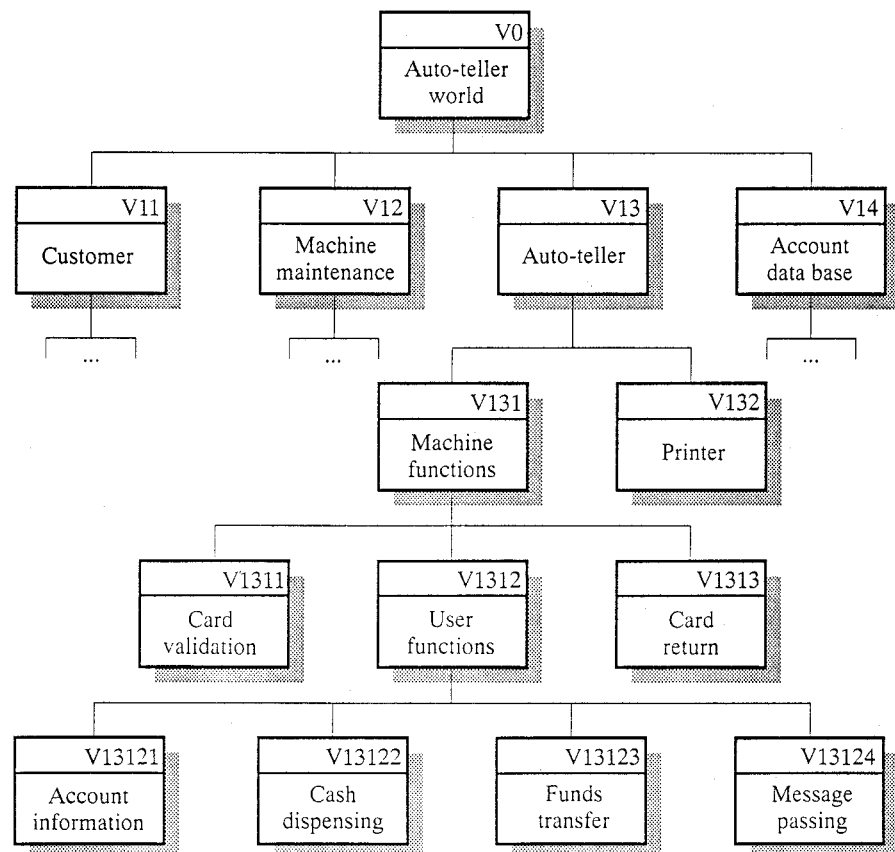 V0
Auto-teller
world
V11
Customer
V12
Machine
maintenance
V13
Auto-teller
V14
Account
data base
...
...
...
V131
Machine
functions
V132
Printer
V1311
Card
validation
V1312
User
functions
V1313
Card
return
V13121
Account
information
V13122
Cash
dispensing
V13123
Funds
transfer
V13124
Message
passing